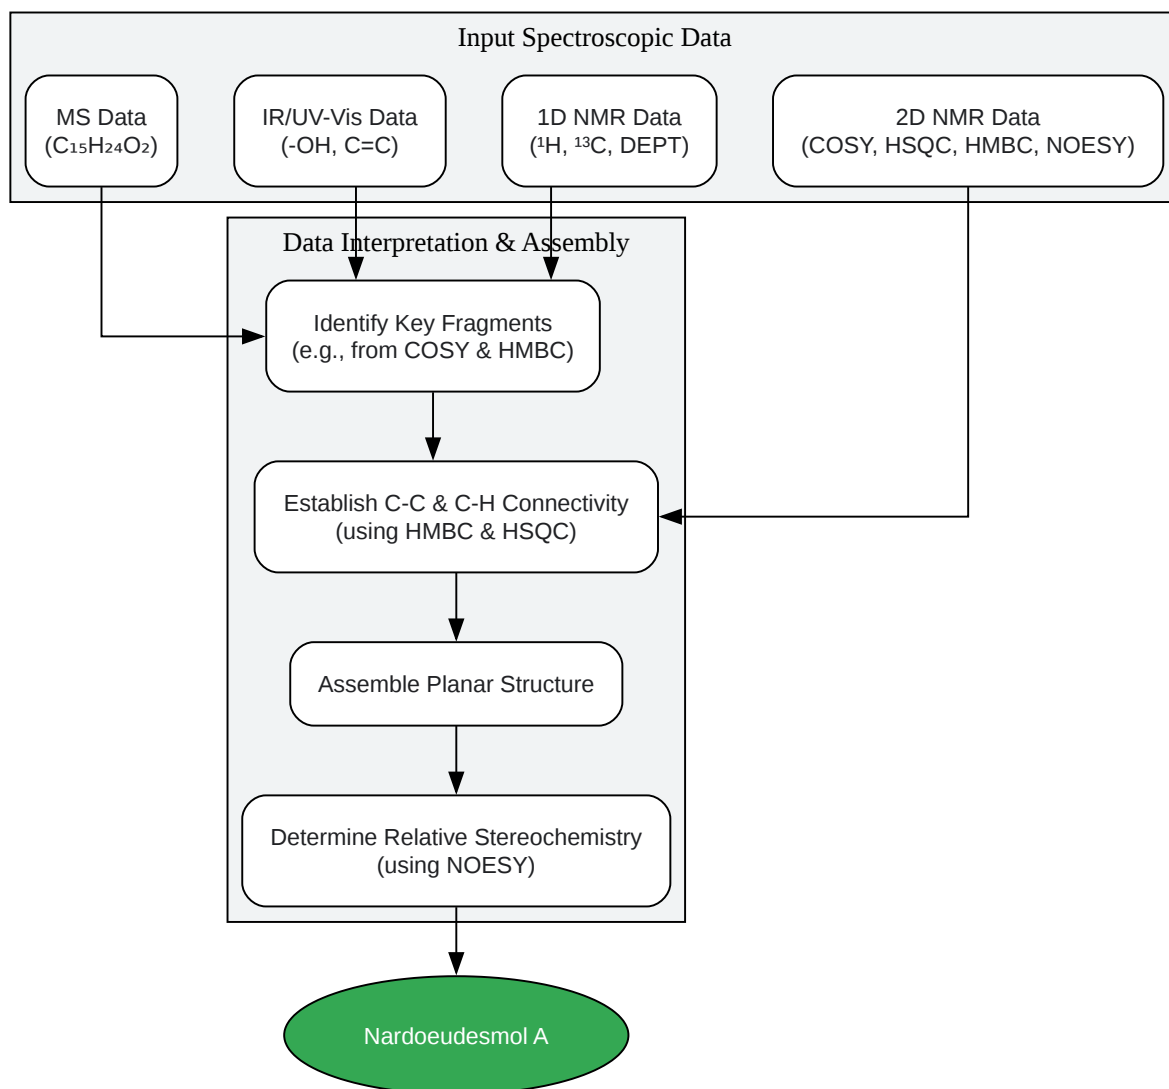 Input Spectroscopic Data
MS Data
(C₁₅H₂₄O₂)
IR/UV-Vis Data
(-OH, C=C)
1D NMR Data
(¹H, ¹³C, DEPT)
2D NMR Data
(COSY, HSQC, HMBC, NOESY)
Data Interpretation & Assembly
Identify Key Fragments
(e.g., from COSY & HMBC)
Establish C-C & C-H Connectivity
(using HMBC & HSQC)
Assemble Planar Structure
Determine Relative Stereochemistry
(using NOESY)
Nardoeudesmol A